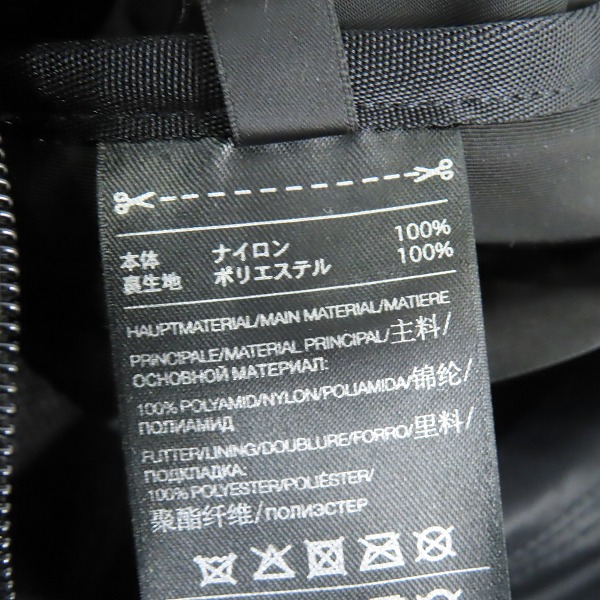 本体 ナイロン 100%
裏生地 ポリエステル 100%
HAUPTMATERIAL/MAIN MATERIAL/MATIERE
PRINCIPALE/MATERIAL PRINCIPAL/主料/
ОСНОВНОЙ МАТЕРИАЛ:
100% POLYAMID/NYLON/POLIAMIDA/锦纶/
ПОЛИАМИД
FUTTER/LINING/DOUBLURE/FORRO/里料/
ПОДКЛАДКА:
100% POLYESTER/POLIÉSTER/
聚酯纤维/ПОЛИЭСТЕР